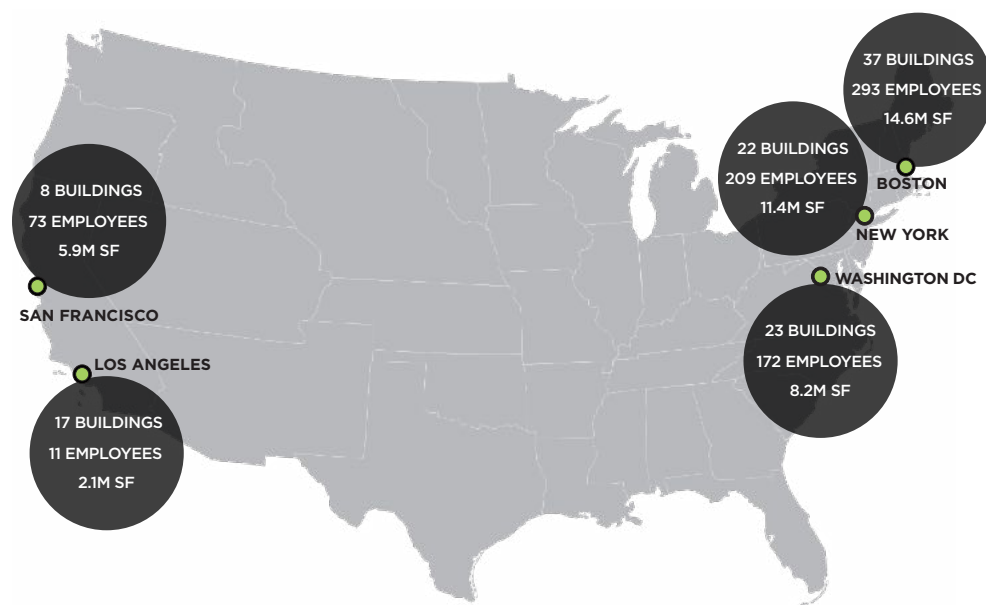 37 BUILDINGS
293 EMPLOYEES
14.6M SF
BOSTON
22 BUILDINGS
209 EMPLOYEES
11.4M SF
NEW YORK
8 BUILDINGS
73 EMPLOYEES
5.9M SF
SAN FRANCISCO
WASHINGTON DC
23 BUILDINGS
172 EMPLOYEES
8.2M SF
LOS ANGELES
17 BUILDINGS
11 EMPLOYEES
2.1M SF